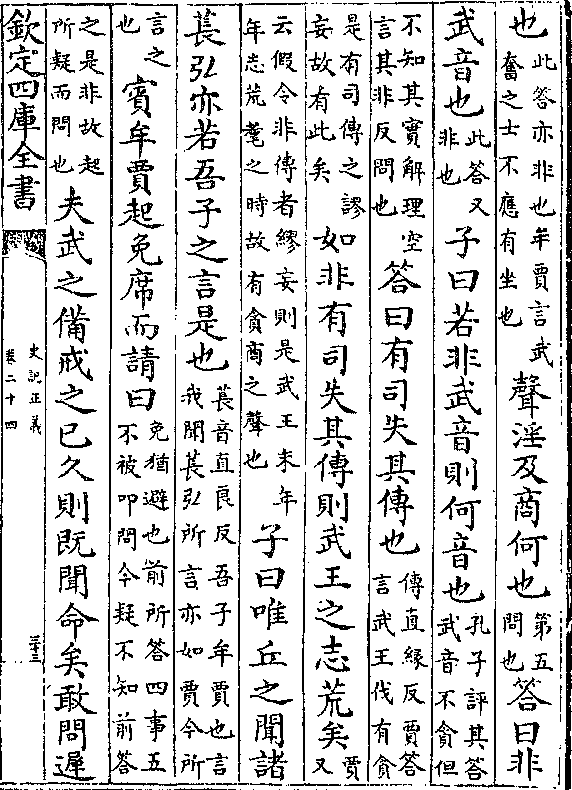 也此答亦非也牟賈言武奮之士不應有坐也聲淫及商何也第五問也答曰非
武音也此答又非也子曰若非武音則何音也孔子評其答武音不貪但
不知其實解理空言其非反問也答曰有司失其傳也傳直緣反賈答言武王伐有貪
是有司傳之謬妄故有此矣如非有司失其傳則武王之志荒矣賈又
云假令非傳者繆妄則是武王末年年志荒耄之時故有貪商之聲也子曰唯丘之聞諸
萇弘亦若吾子之言是也萇音直良反吾子牟賈也言我聞萇弘所言亦如賈今所
言之也賓牟賈起免席而請曰免猶避也前所答四事五不被叩問今疑不知前答
之是非故起所疑而問也夫武之備戒之已久則既聞命矣敢問遲
欽定四庫全書
史記正義
卷二十四
三十三